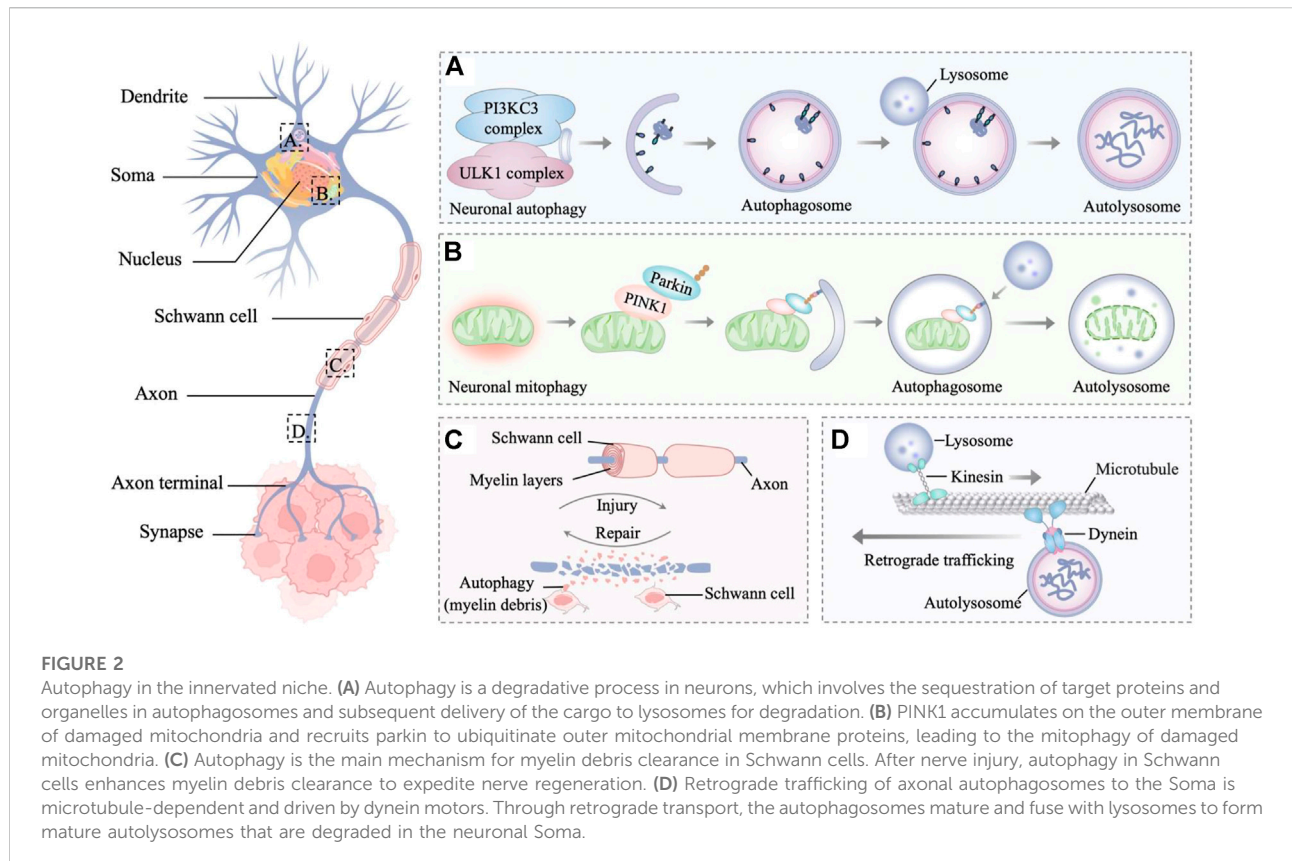 Dendrite
A.
Soma
B.
Nucleus
Schwann cell
C.
Axon
D.
Axon terminal
Synapse
A
PI3KC3
complex
ULK1 complex
Neuronal autophagy
Autophagosome
Lysosome
Autolysosome
B
Parkin
PINK1
Neuronal mitophagy
Autophagosome
Autolysosome
C
Schwann cell
Myelin layers
Axon
Injury
Repair
Autophagy
(myelin debris)
Schwann cell
D
Lysosome
Kinesin
Microtubule
Dynein
Retrograde trafficking
Autolysosome
FIGURE 2
Autophagy in the innervated niche. (A) Autophagy is a degradative process in neurons, which involves the sequestration of target proteins and
organelles in autophagosomes and subsequent delivery of the cargo to lysosomes for degradation. (B) PINK1 accumulates on the outer membrane
of damaged mitochondria and recruits parkin to ubiquitinate outer mitochondrial membrane proteins, leading to the mitophagy of damaged
mitochondria. (C) Autophagy is the main mechanism for myelin debris clearance in Schwann cells. After nerve injury, autophagy in Schwann
cells enhances myelin debris clearance to expedite nerve regeneration. (D) Retrograde trafficking of axonal autophagosomes to the Soma is
microtubule-dependent and driven by dynein motors. Through retrograde transport, the autophagosomes mature and fuse with lysosomes to form
mature autolysosomes that are degraded in the neuronal Soma.